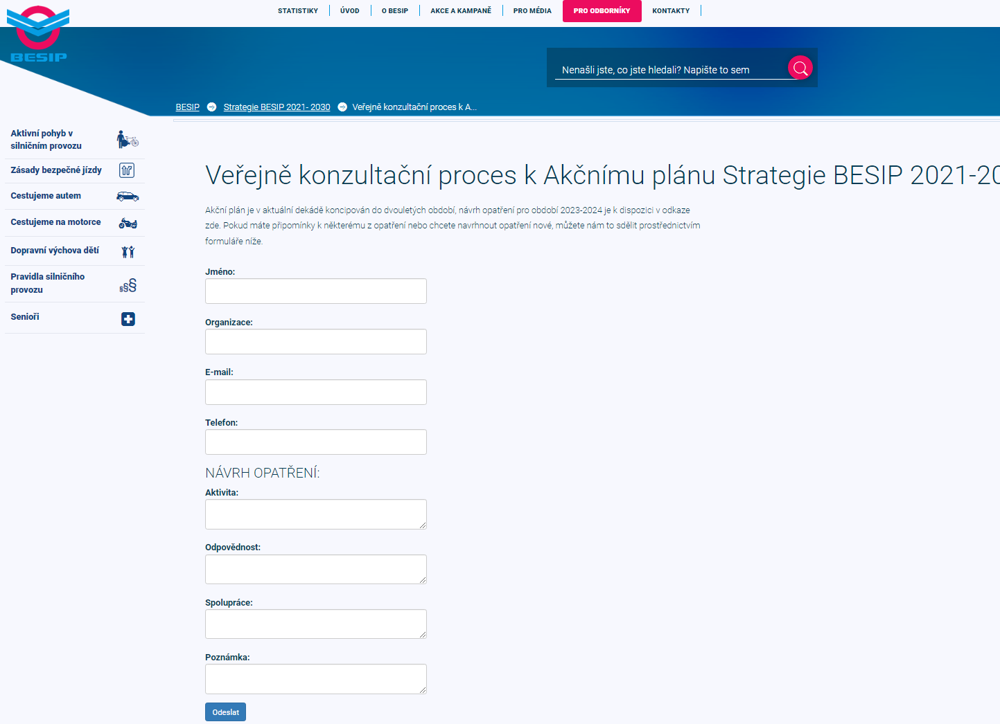 STATISTIKY
ÚVOD
O BESIP
AKCE A KAMPANĚ
PRO MÉDIA
PRO ODBORNÍKY
KONTAKTY
BESIP
Nenašli jste, co jste hledali? Napište to sem
BESIP
Strategie BESIP 2021- 2030
Veřejně konzultační proces k A...
Aktivní pohyb v
silničním provozu
Zásady bezpečné jízdy
Cestujeme autem
Cestujeme na motorce
Dopravní výchova dětí
Pravidla silničního
provozu
§§§
Senioři
Veřejně konzultační proces k Akčnímu plánu Strategie BESIP 2021-20
Akční plán je v aktuální dekádě koncipován do dvouletých období, návrh opatření pro období 2023-2024 je k dispozici v odkaze
zde. Pokud máte připomínky k některému z opatření nebo chcete navrhnout opatření nové, můžete nám to sdělit prostřednictvím
formuláře níže.
Jméno:
Organizace:
E-mail:
Telefon:
NÁVRH OPATŘENÍ:
Aktivita:
Odpovědnost:
Spolupráce:
Poznámka:
Odeslat